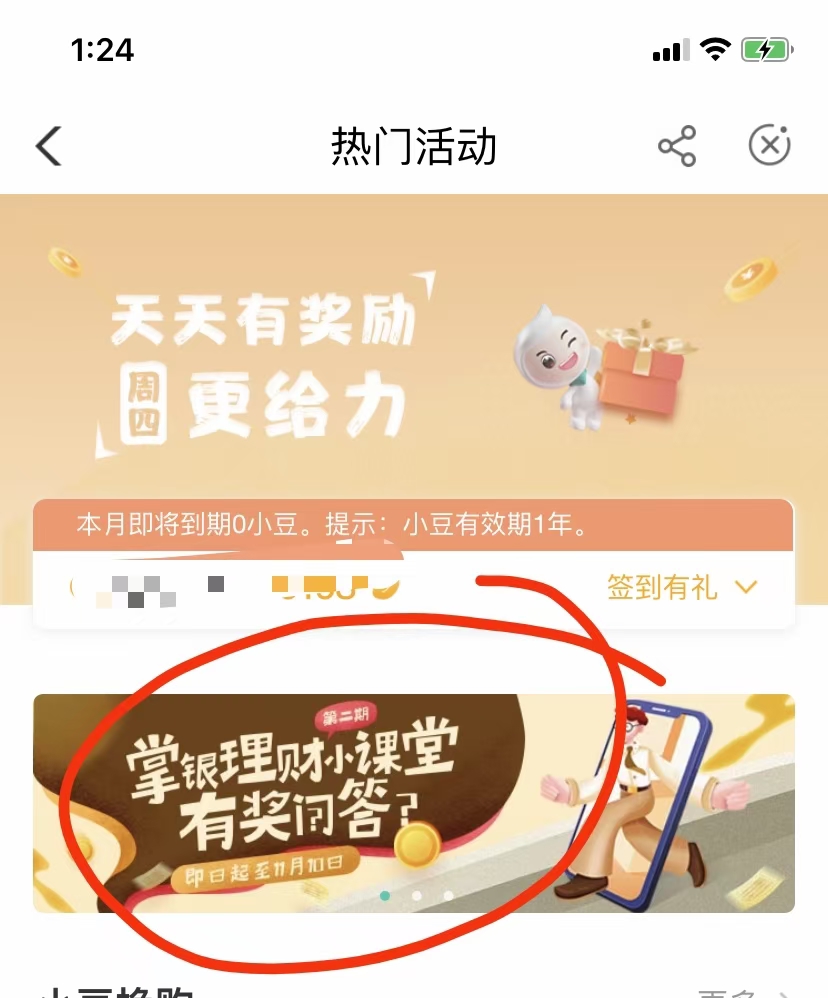 1:24
热门活动
天天有奖励
周四
更给力
本月即将到期0小豆。提示：小豆有效期1年。
签到有礼
第二期
掌银理财小课堂
有奖问答?
即日起至11月10日